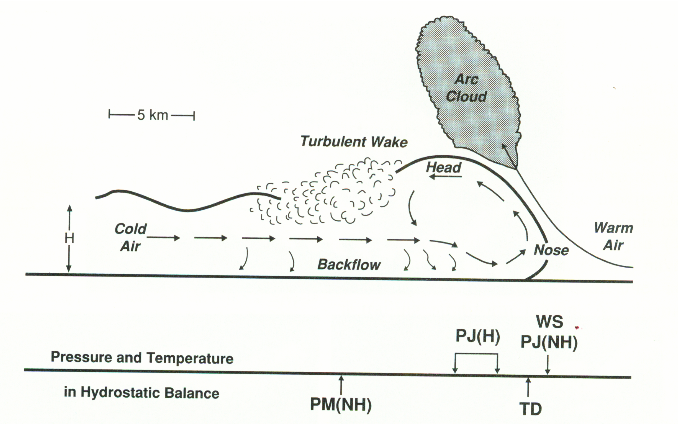 Arc
Cloud
5 km
Turbulent Wake
Head
Cold
Air
H
Warm
Air
Nose
Backflow
WS
PJ(H)
PJ(NH)
Pressure and Temperature
in Hydrostatic Balance
PM(NH)
TD